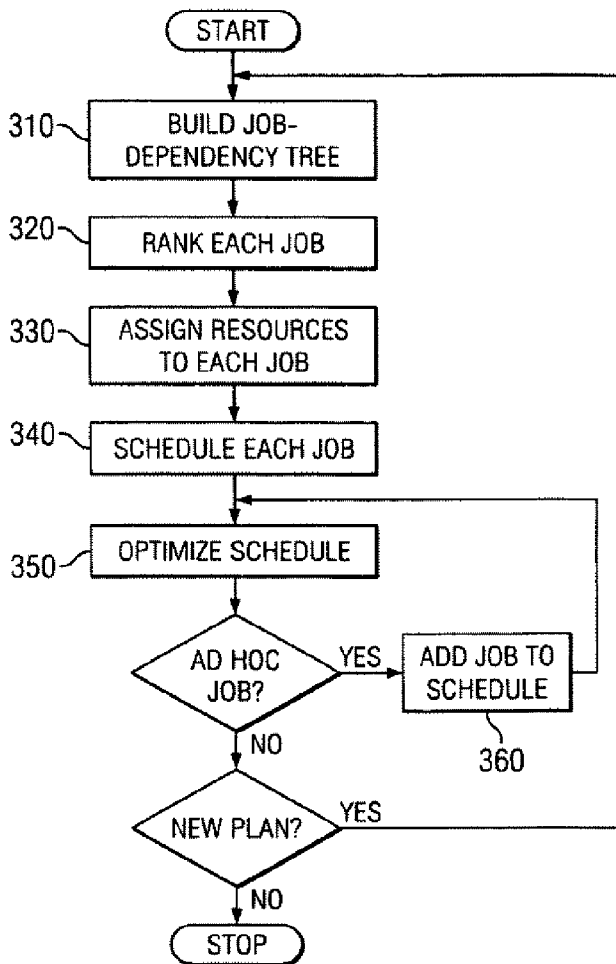 START
310
BUILD JOB-
DEPENDENCY TREE
320
RANK EACH JOB
330
ASSIGN RESOURCES
TO EACH JOB
340
SCHEDULE EACH JOB
350
OPTIMIZE SCHEDULE
AD HOC
JOB?
YES
ADD JOB TO
SCHEDULE
360
NO
NEW PLAN?
YES
NO
STOP